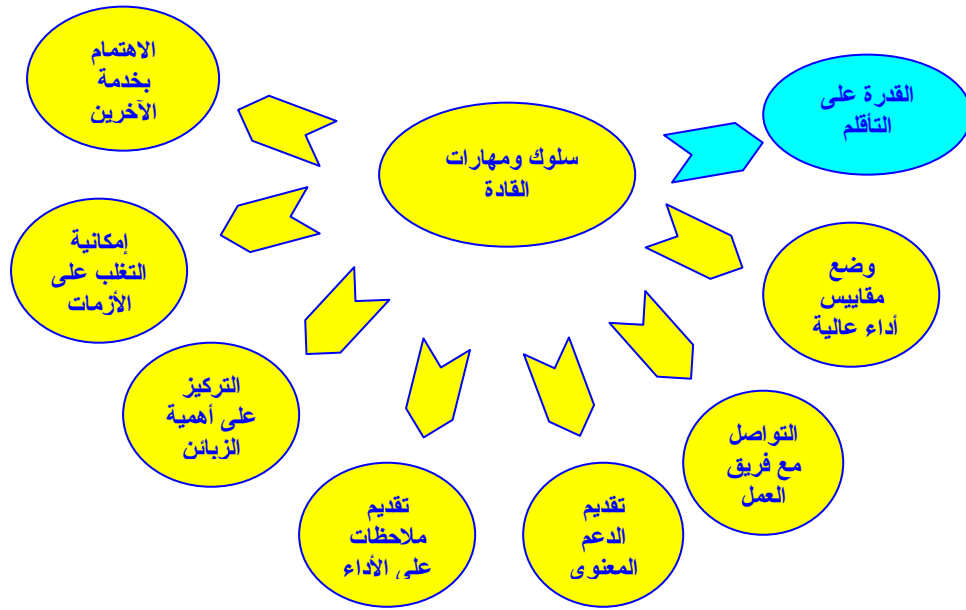 سلوك ومهارات
القادة
القدرة على
التأقلم
وضع
مقاييس
أداء عالية
التواصل
مع فريق
العمل
تقديم
الدعم
المعنوي
تقديم
ملاحظات
على الأداء
التركيز
على أهمية
الزبائن
إمكانية
التغلب على
الأزمات
الاهتمام
بخدمة
الآخرين